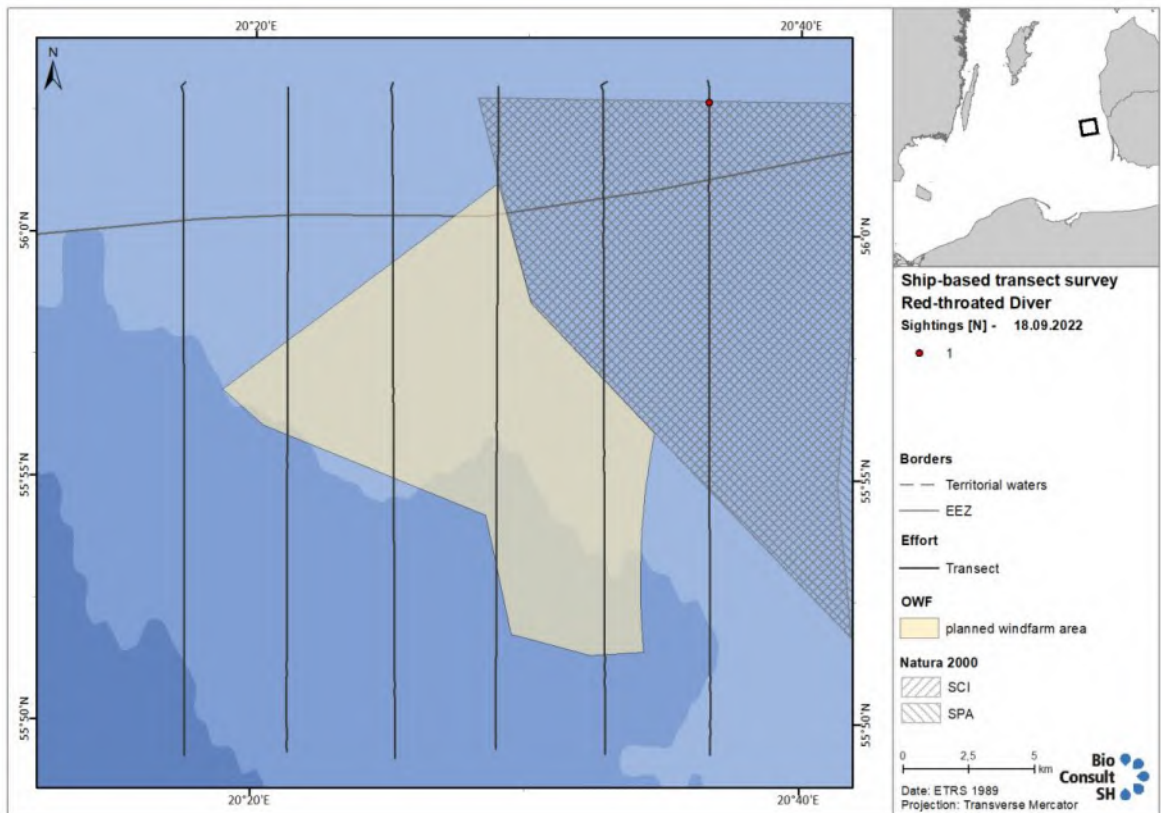 20°20'E
20°40'E
N
56°0'N
56°0'N
55°55'N
55°55'N
55°50'N
55°50'N
20°20'E
20°40'E
Ship-based transect survey
Red-throated Diver
Sightings [N] - 18.09.2022
1
Borders
Territorial waters
EEZ
Effort
Transect
OWF
planned windfarm area
Natura 2000
SCI
SPA
0 2,5 5
km
Date: ETRS 1989
Projection: Transverse Mercator
Bio
Consult
SH